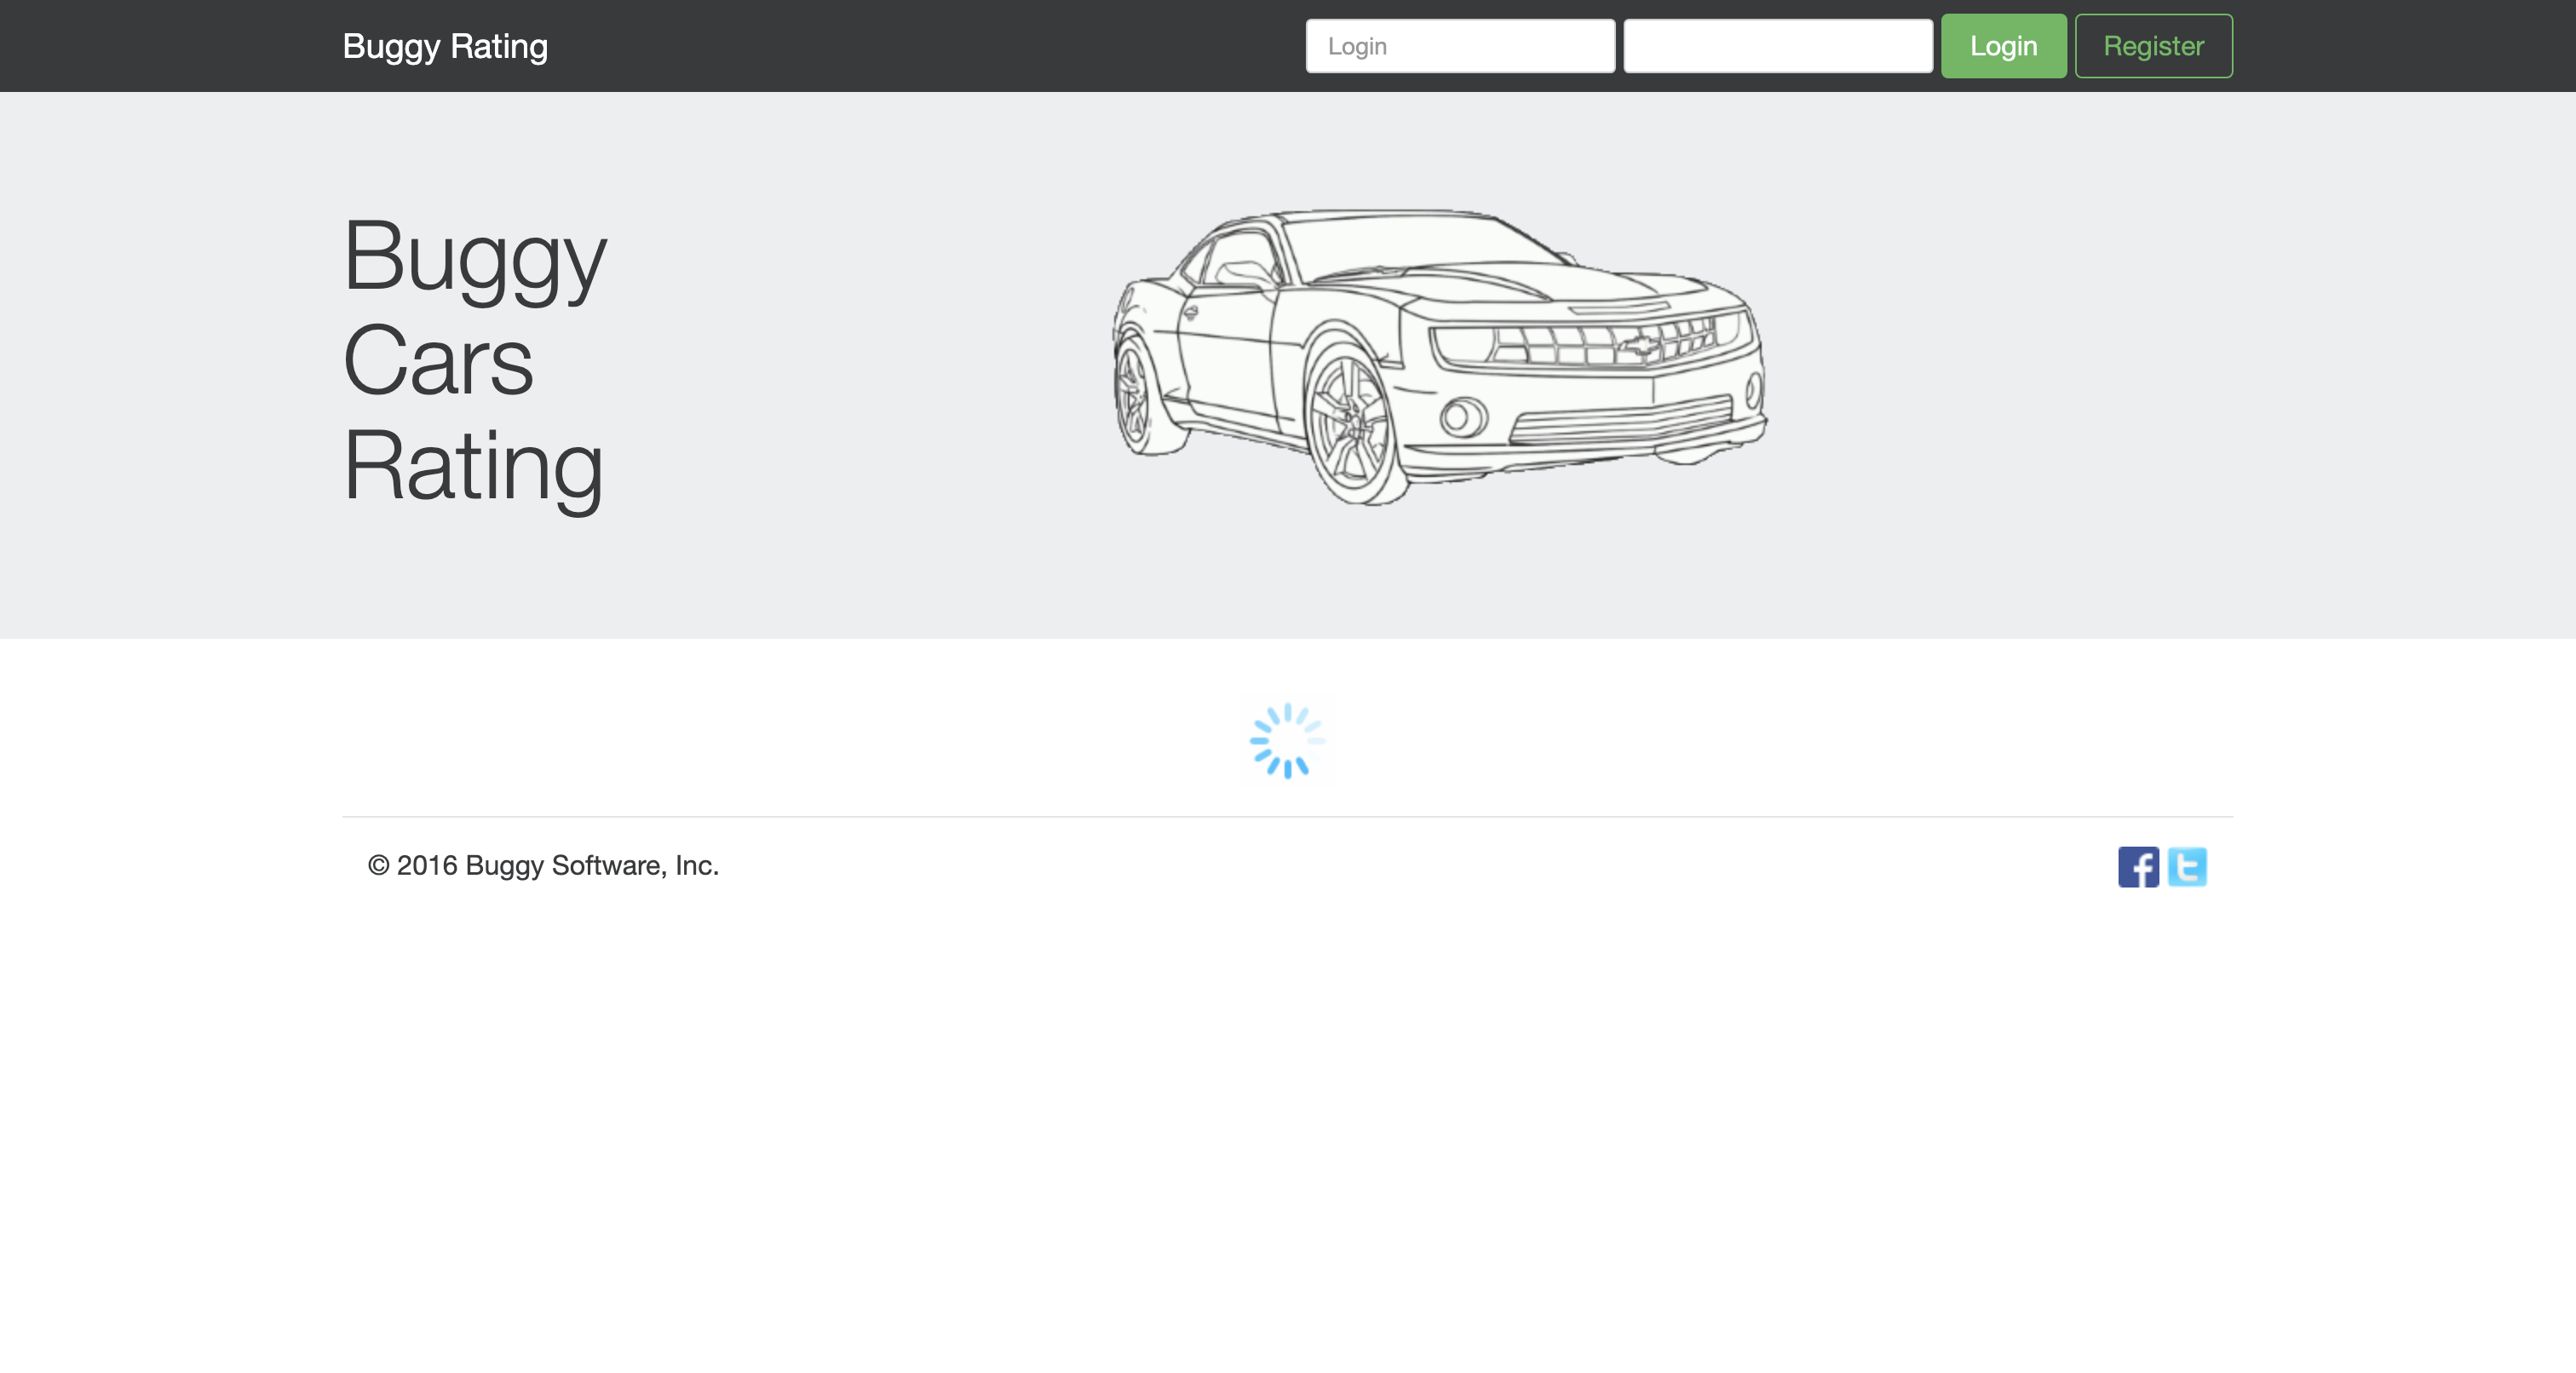 Buggy Rating
Login
Login
Register
Buggy
Cars
Rating
© 2016 Buggy Software, Inc.